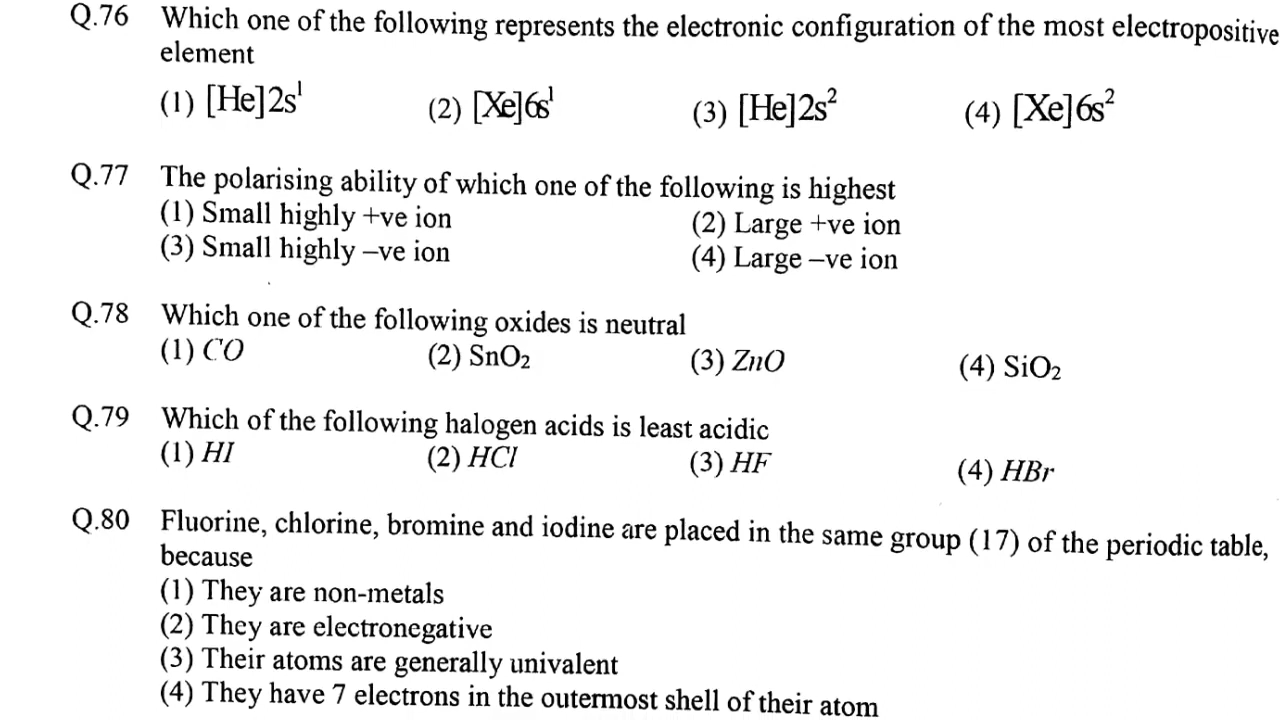 Q.76 Which one of the following represents the electronic configuration of the most electropositive
element
(1) [He]2s¹ (2) [Xe]6s¹ (3) [He]2s² (4) [Xe]6s²
Q.77 The polarising ability of which one of the following is highest
(1) Small highly +ve ion (2) Large +ve ion
(3) Small highly –ve ion (4) Large –ve ion
Q.78 Which one of the following oxides is neutral
(1) CO (2) SnO₂ (3) ZnO (4) SiO₂
Q.79 Which of the following halogen acids is least acidic
(1) HI (2) HCl (3) HF (4) HBr
Q.80 Fluorine, chlorine, bromine and iodine are placed in the same group (17) of the periodic table,
because
(1) They are non-metals
(2) They are electronegative
(3) Their atoms are generally univalent
(4) They have 7 electrons in the outermost shell of their atom